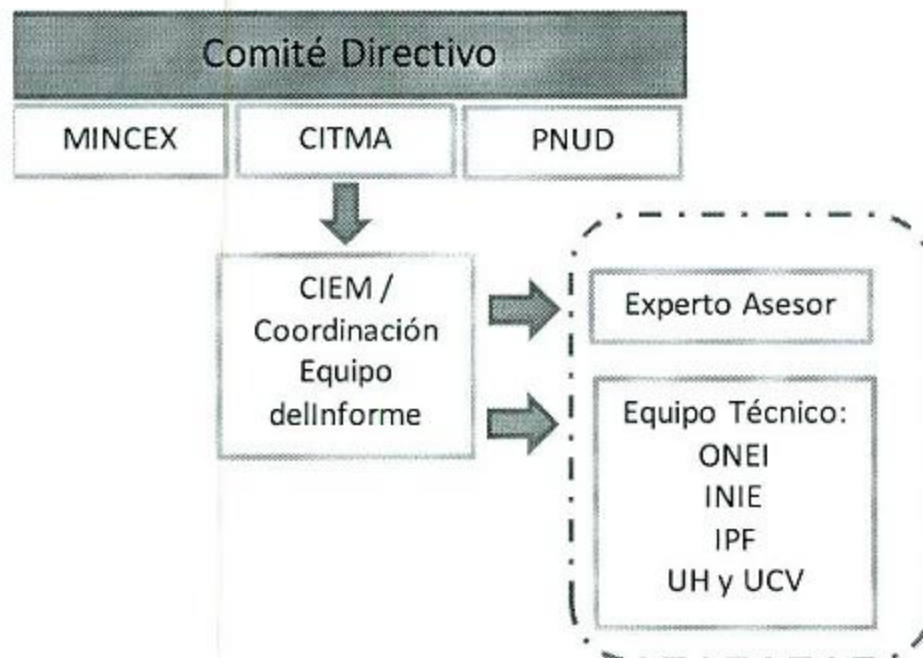 Comité Directivo
MINCEX
CITMA
PNUD
CIEM /
Coordinación
Equipo
delInforme
Experto Asesor
Equipo Técnico:
ONEI
INIE
IPF
UH y UCV